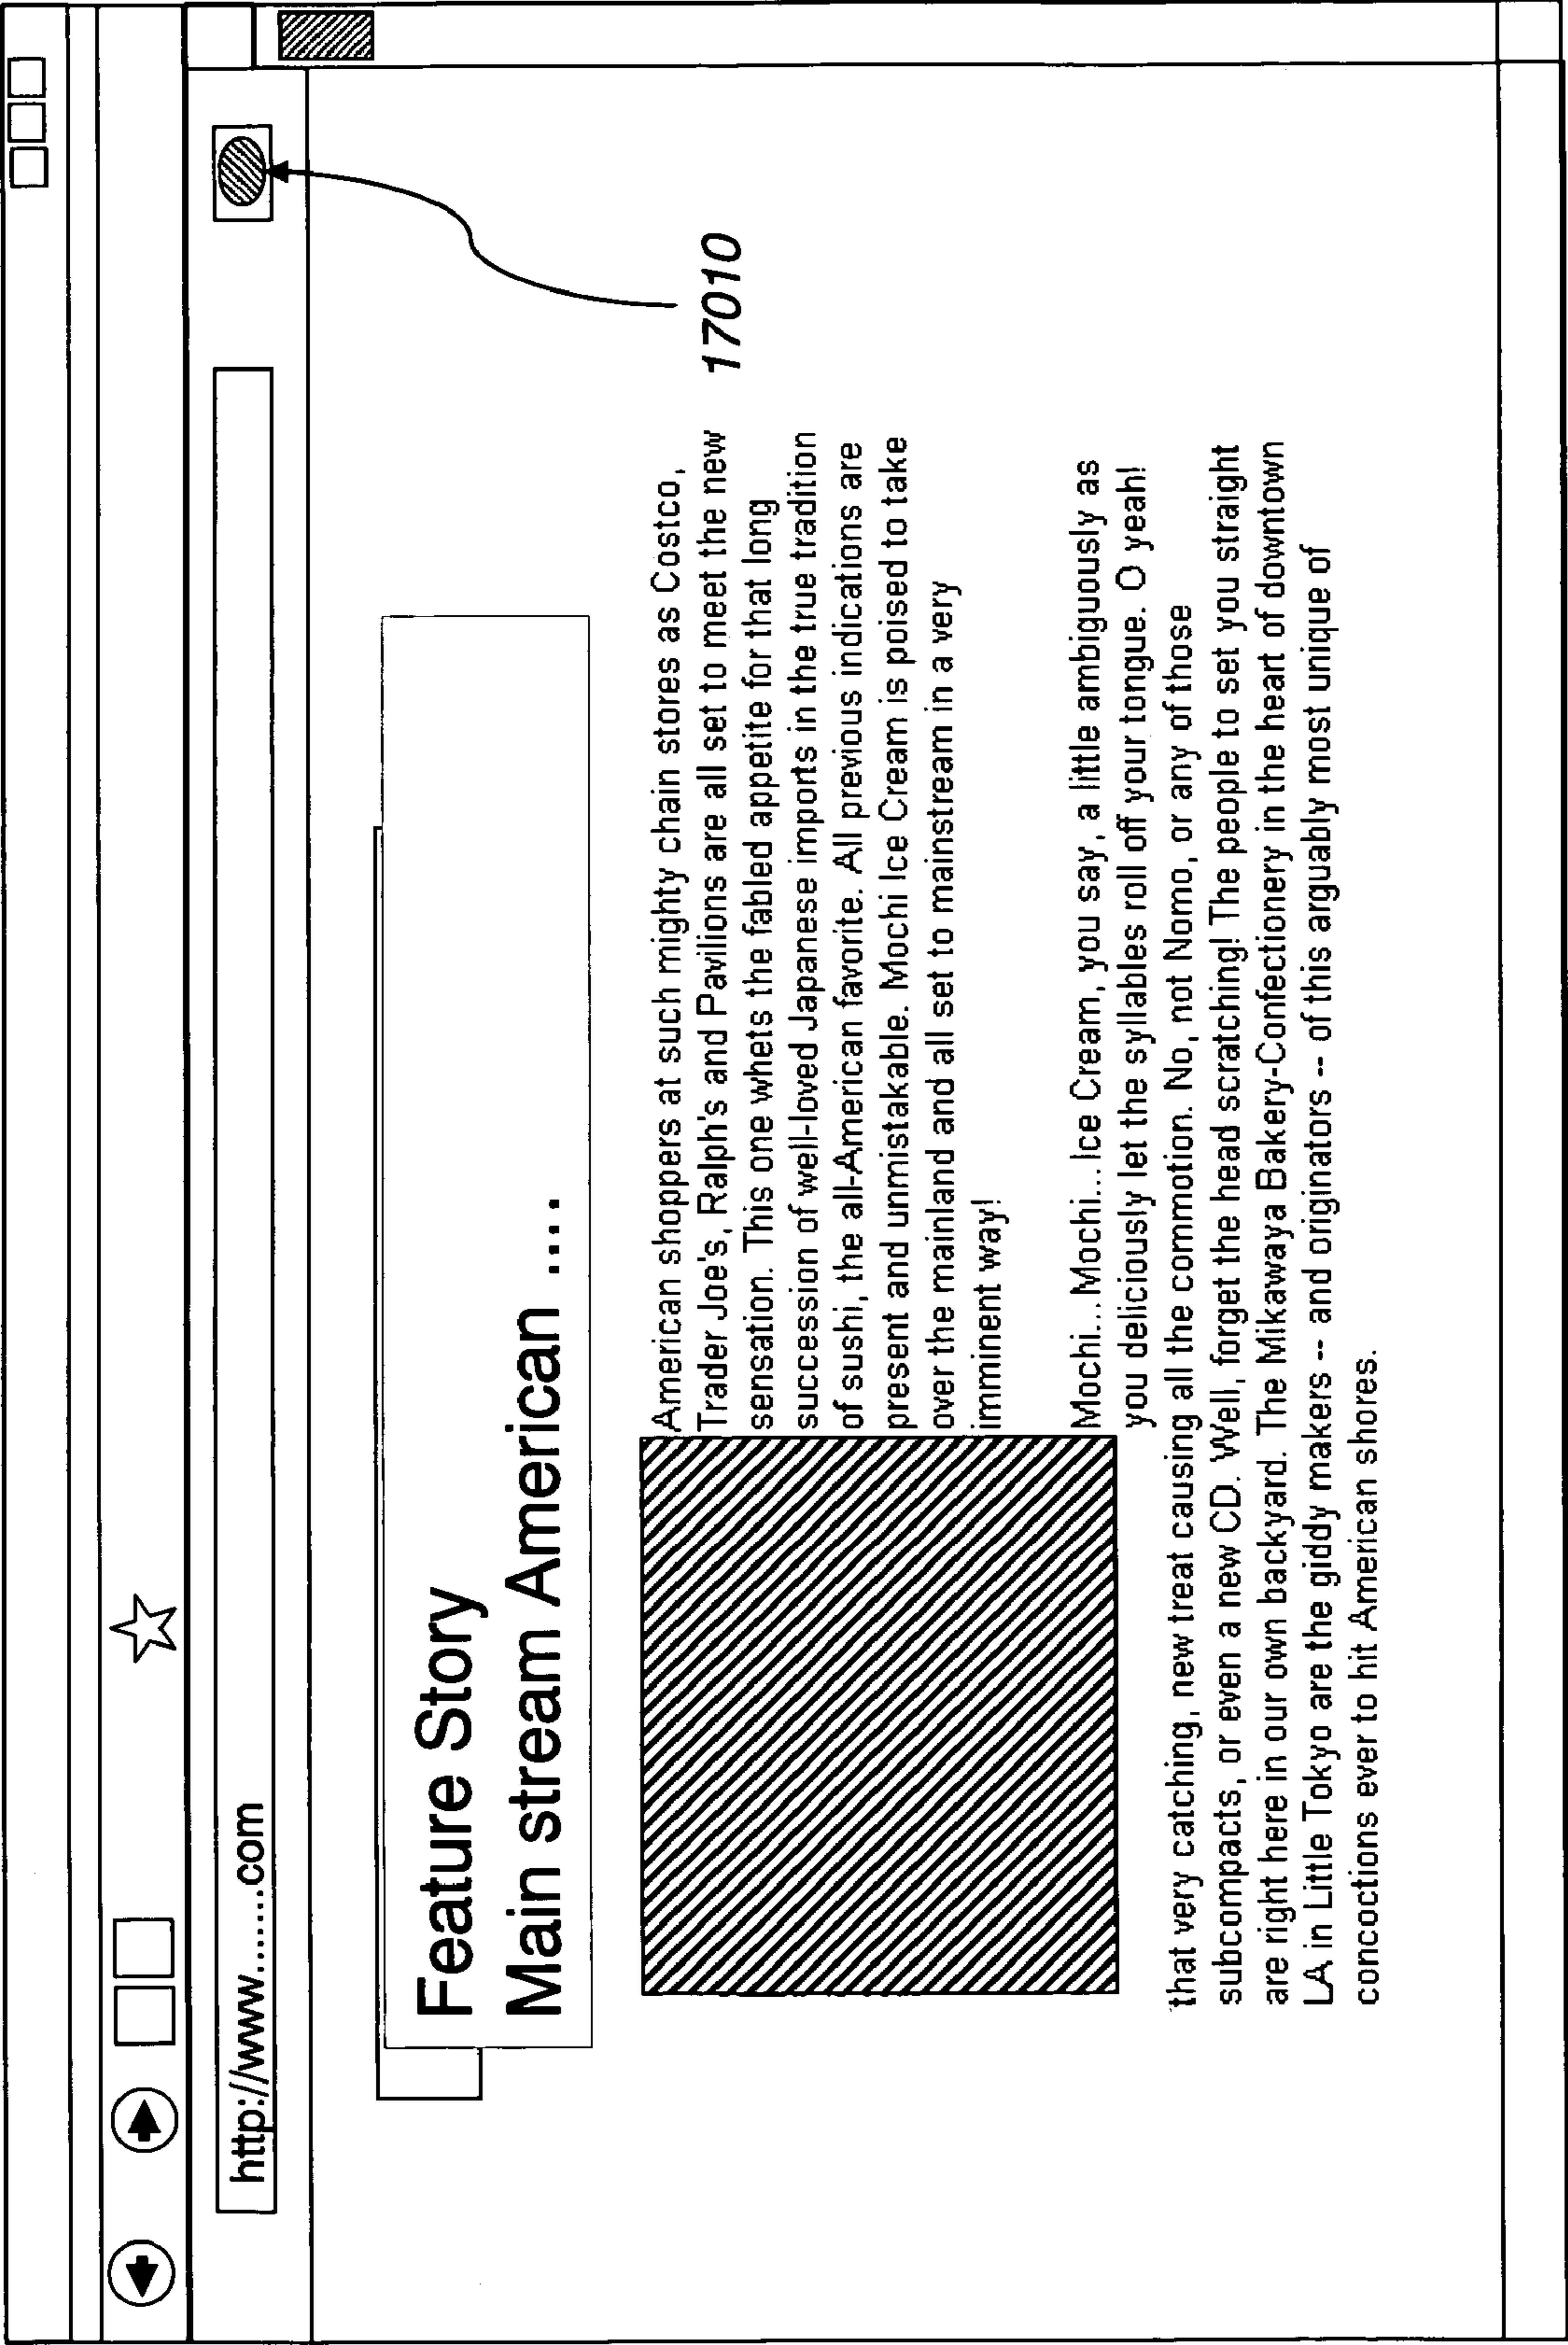 http://www.......com
17010
Feature Story
Main stream American ....
American shoppers at such mighty chain stores as Costco,
Trader Joe's, Ralph's and Pavilions are all set to meet the new
sensation. This one whets the fabled appetite for that long
succession of well-loved Japanese imports in the true tradition
of sushi, the all-American favorite. All previous indications are
present and unmistakable. Mochi Ice Cream is poised to take
over the mainland and all set to mainstream in a very
imminent way!
Mochi...Mochi...Ice Cream, you say, a little ambiguously as
you deliciously let the syllables roll off your tongue. O yeah!
that very catching, new treat causing all the commotion. No, not Nomo, or any of those
subcompacts, or even a new CD. Well, forget the head scratching! The people to set you straight
are right here in our own backyard. The Mikawaya Bakery-Confectionery in the heart of downtown
LA in Little Tokyo are the giddy makers -- and originators -- of this arguably most unique of
concoctions ever to hit American shores.